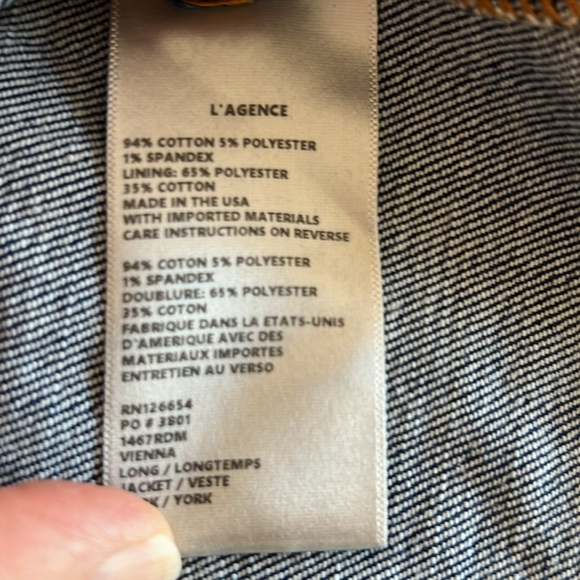 L'AGENCE
94% COTTON 5% POLYESTER
1% SPANDEX
LINING: 65% POLYESTER
35% COTTON
MADE IN THE USA
WITH IMPORTED MATERIALS
CARE INSTRUCTIONS ON REVERSE
94% COTON 5% POLYESTER
1% SPANDEX
DOUBLURE: 65% POLYESTER
35% COTON
FABRIQUE DANS LA ETATS-UNIS
D'AMERIQUE AVEC DES
MATERIAUX IMPORTES
ENTRETIEN AU VERSO
RN126654
PO # 3801
1467RDM
VIENNA
LONG / LONGTEMPS
JACKET / VESTE
/ YORK